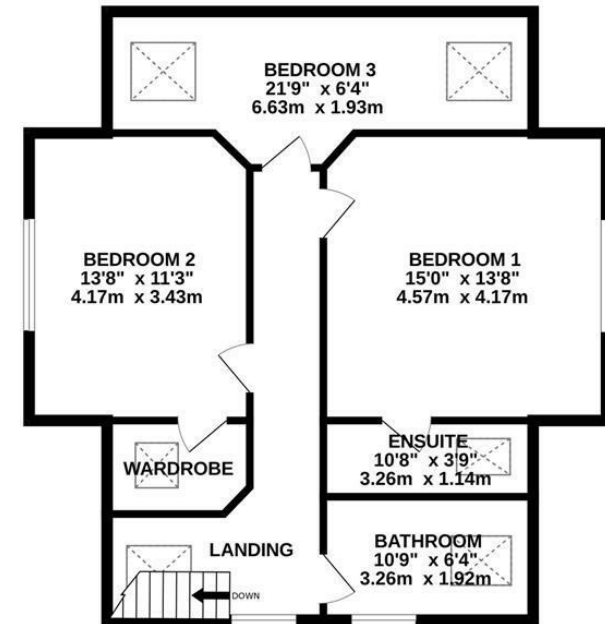 BEDROOM 3
21'9" x 6'4"
6.63m x 1.93m
BEDROOM 2
13'8" x 11'3"
4.17m x 3.43m
BEDROOM 1
15'0" x 13'8"
4.57m x 4.17m
ENSUITE
10'8" x 3'9"
3.26m x 1.14m
WARDROBE
BATHROOM
10'9" x 6'4"
3.26m x 1.92m
LANDING
DOWN